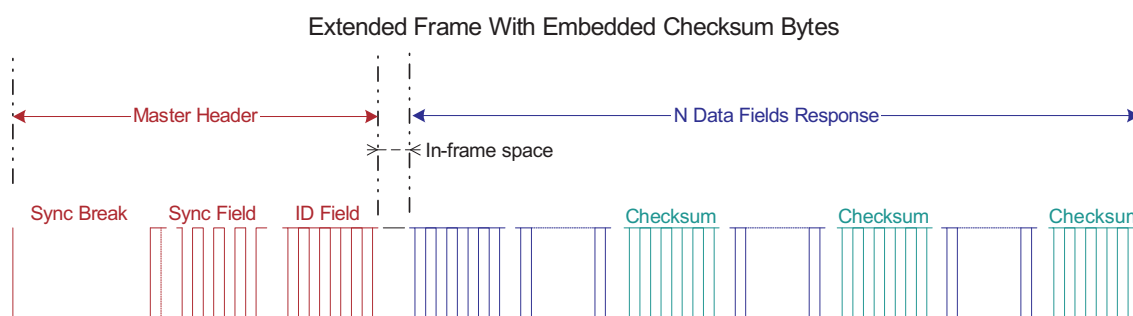 Extended Frame With Embedded Checksum Bytes
Master Header
N Data Fields Response
In-frame space
Sync Break
Sync Field
ID Field
Checksum
Checksum
Checksum